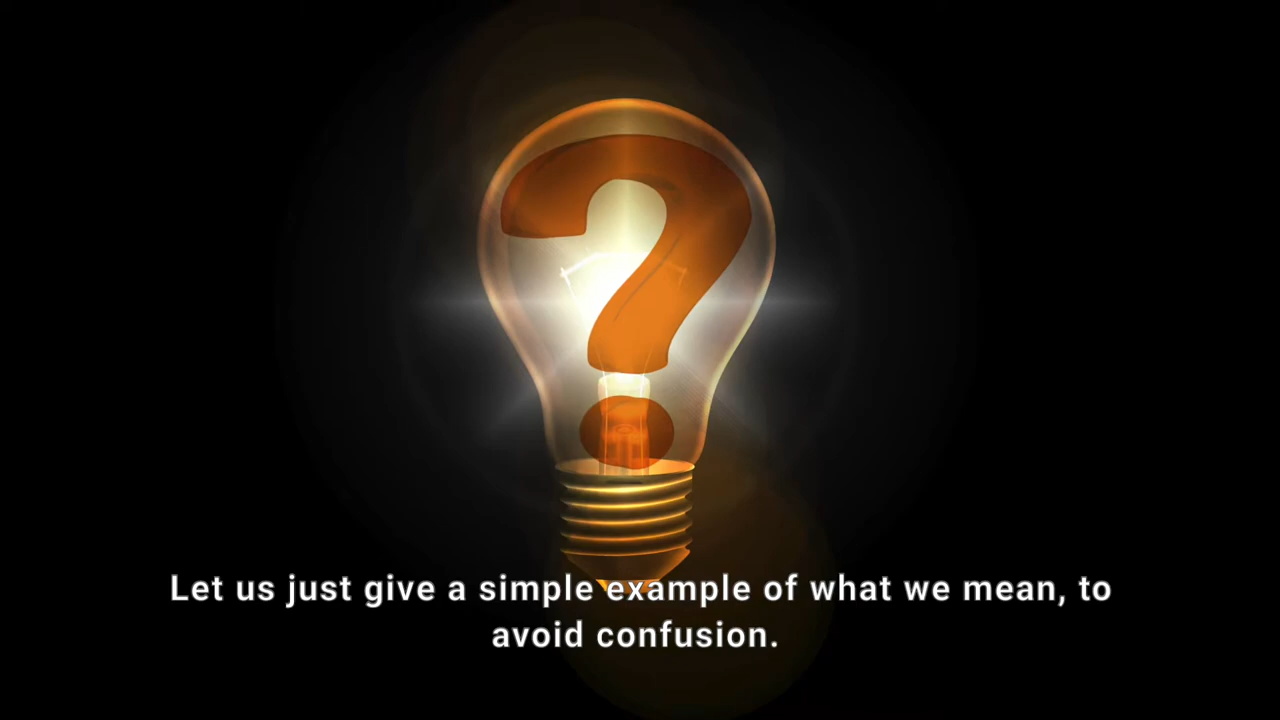 Let us just give a simple example of what we mean, to
avoid confusion.